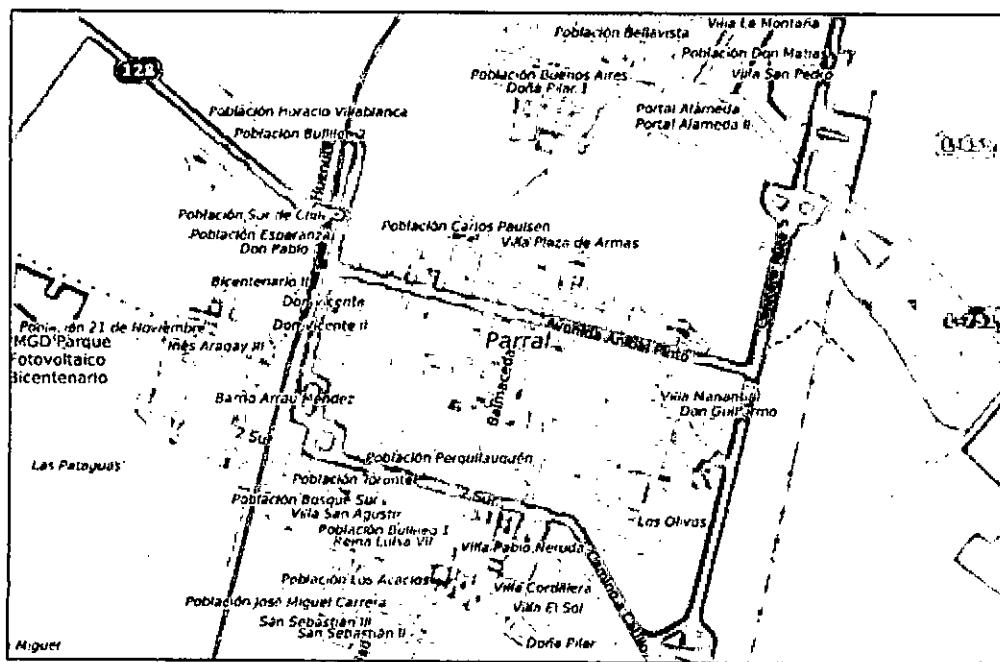 Villa La Montaña
Población Bellavista
Población Don Matías
Población Buenos Aires
Villa San Pedro
Doña Pilar I
128
Población Horacio Villablanca
Portal Alameda
Portal Alameda II
Población Bullileo 2
Población Sur de Chile
Población Carlos Paulsen
Población Esperanza
Villa Plaza de Armas
Don Pablo
Bicentenario II
Don Vicente
Población 21 de Noviembre
Don Vicente II
Avenida Aníbal Pinto
MGD Parque
Fotovoltaico
Bicentenario
Inés Aragay III
Parral
Balmaceda
Barrio Arrau Méndez
Villa Manantial
Don Guillermo
2 Sur
Las Pataguas
Población Perquilauquén
Población Bosque Sur
2 Sur
Villa San Agustín
Los Olivos
Población Bullileo I
Reina Luisa VII
Villa Pablo Neruda
Población Los Acacios
Villa Cordillera
Población José Miguel Carrera
Villa El Sol
San Sebastián III
San Sebastián II
Doña Pilar
Miguel